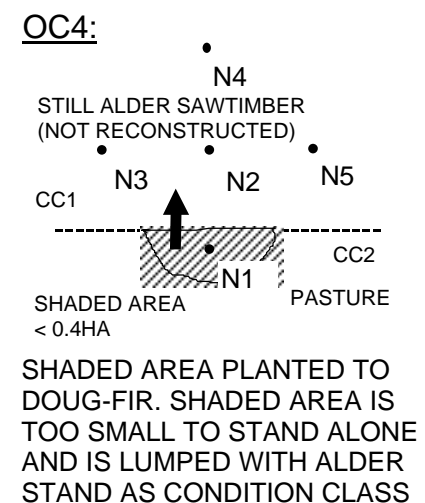 OC4:
N4
STILL ALDER SAWTIMBER
(NOT RECONSTRUCTED)
N3
N2
N5
CC1
CC2
N1
PASTURE
SHADED AREA
< 0.4HA
SHADED AREA PLANTED TO
DOUG-FIR. SHADED AREA IS
TOO SMALL TO STAND ALONE
AND IS LUMPED WITH ALDER
STAND AS CONDITION CLASS